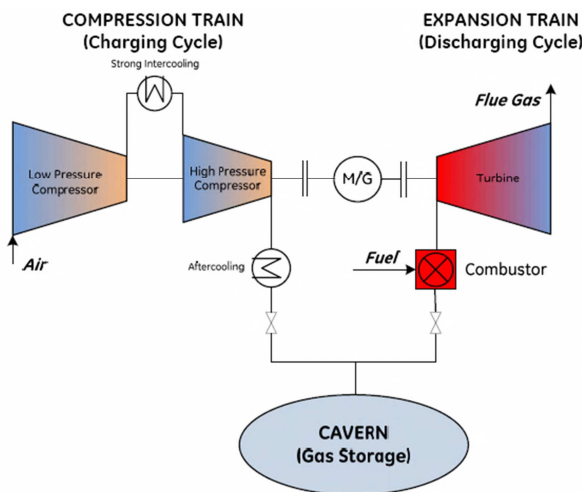 COMPRESSION TRAIN
(Charging Cycle)
EXPANSION TRAIN
(Discharging Cycle)
Strong Intercooling
Flue Gas
Low Pressure
Compressor
High Pressure
Compressor
M/G
Turbine
Air
Aftercooling
Fuel
Combustor
CAVERN
(Gas Storage)